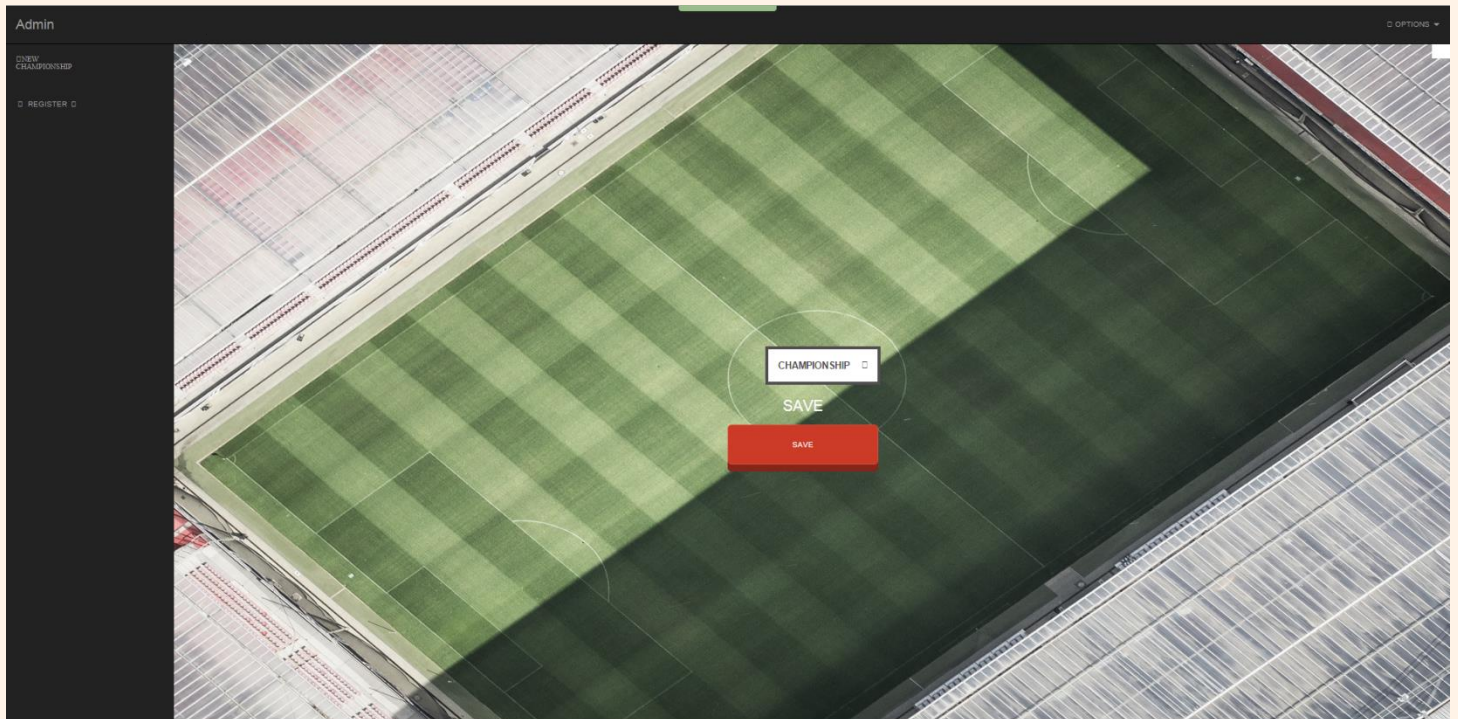 Admin
OPTIONS
NEW
CHAMPIONSHIP
REGISTER
CHAMPIONSHIP
SAVE
SAVE